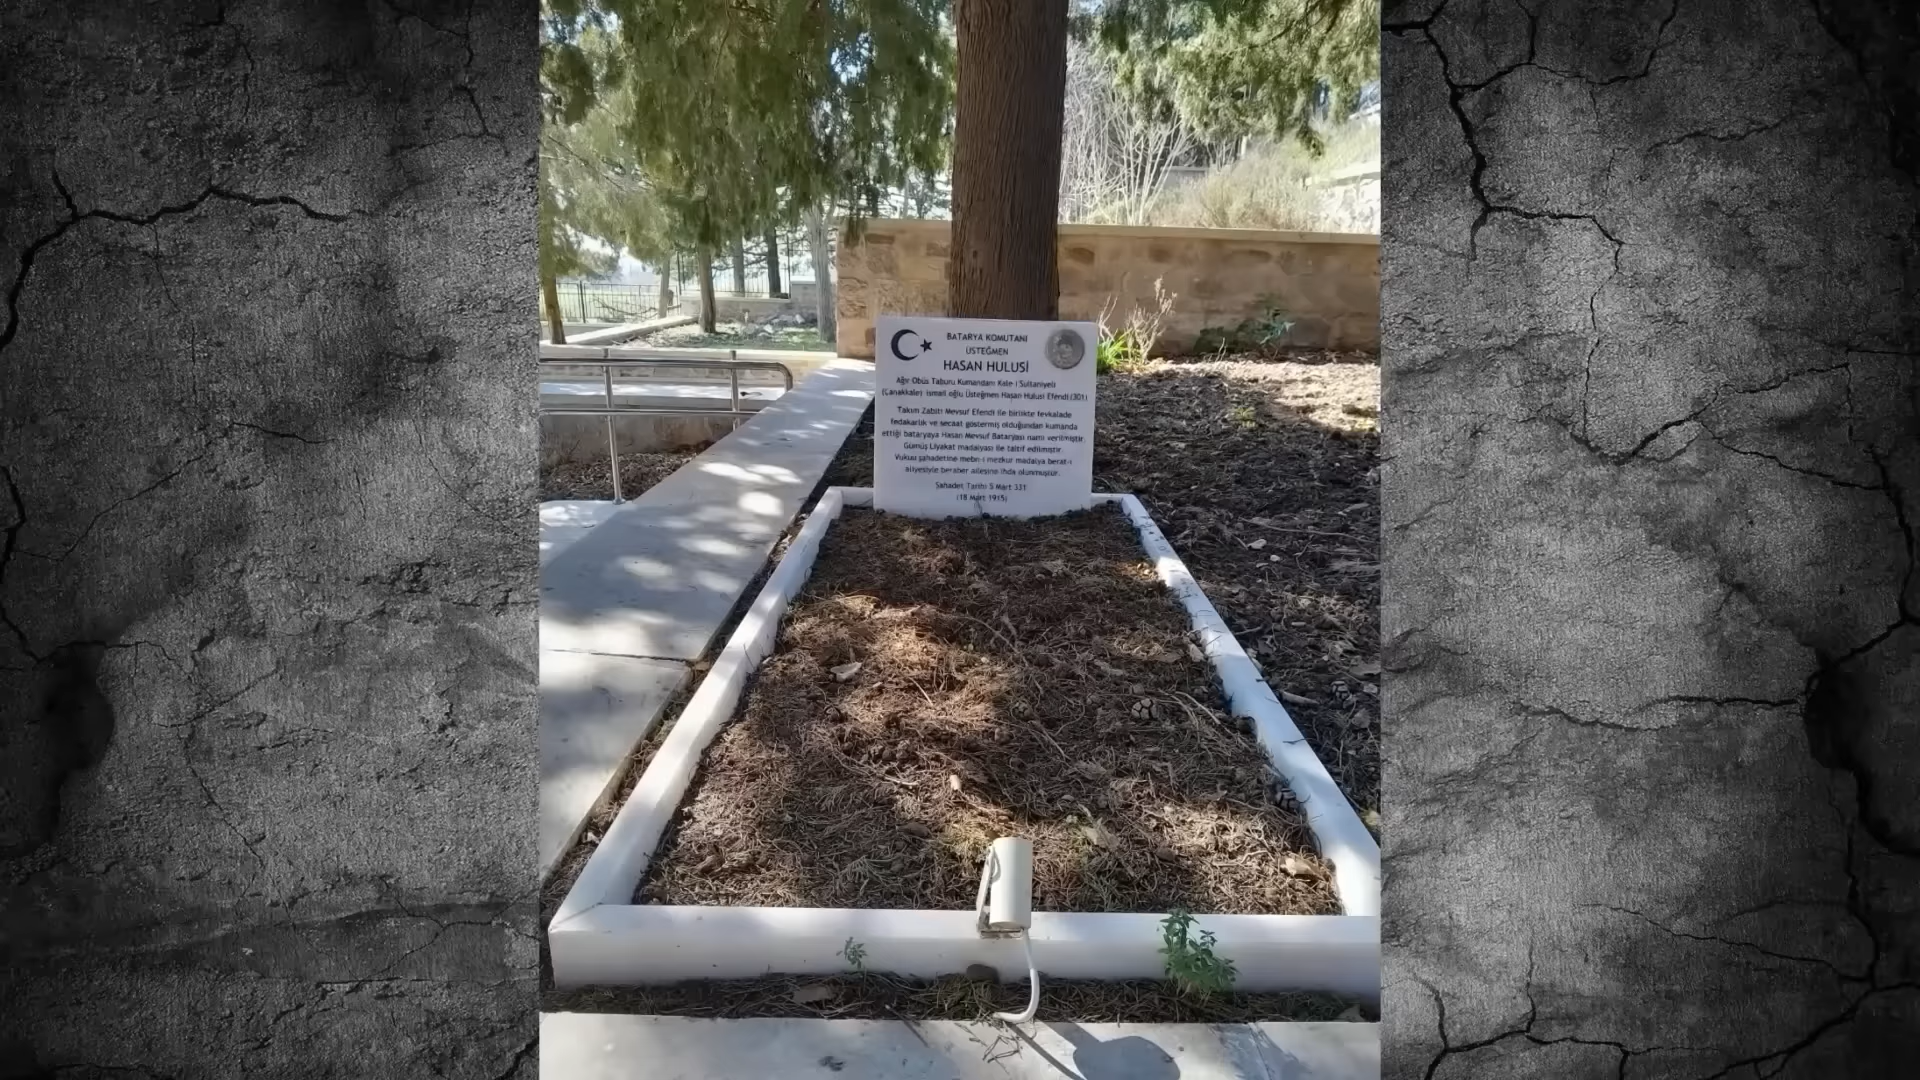 BATARYA KOMUTANI
ÜSTEĞMEN
HASAN HULUSİ
Ağır Obüs Taburu Kumandanı Kale-i Sultaniyeli
(Çanakkale) İsmail oğlu Üsteğmen Hasan Hulusi Efendi (301)
Takım Zabiti Mevsuf Efendi ile birlikte fevkalade
fedakarlık ve secaat göstermiş olduğundan kumanda
ettiği bataryaya Hasan Mevsuf Bataryası namı verilmiştir.
Gümüş Liyakat madalyası ile taltif edilmiştir.
Vukuu şahadetine mebn-i mezkur madalya berat-ı
aliyesiyle beraber ailesine ihda olunmuştur.
Şahadet Tarihi 5 Mart 331
(18 Mart 1915)